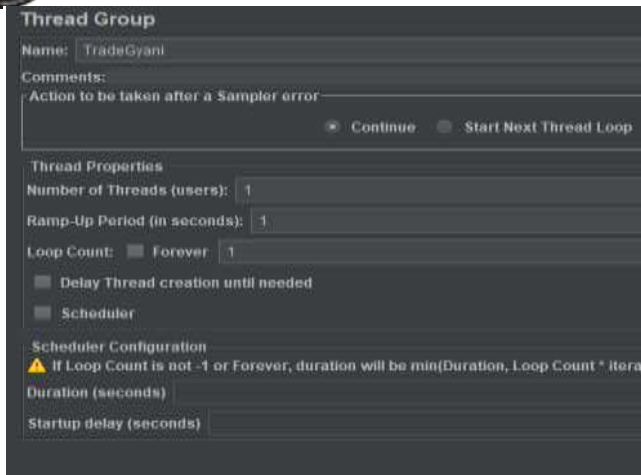 Thread Group
Name: TradeGyani
Comments:
Action to be taken after a Sampler error
Continue Start Next Thread Loop
Thread Properties
Number of Threads (users): 1
Ramp-Up Period (in seconds): 1
Loop Count: Forever 1
Delay Thread creation until needed
Scheduler
Scheduler Configuration
If Loop Count is not -1 or Forever, duration will be min(Duration, Loop Count * itera
Duration (seconds)
Startup delay (seconds)